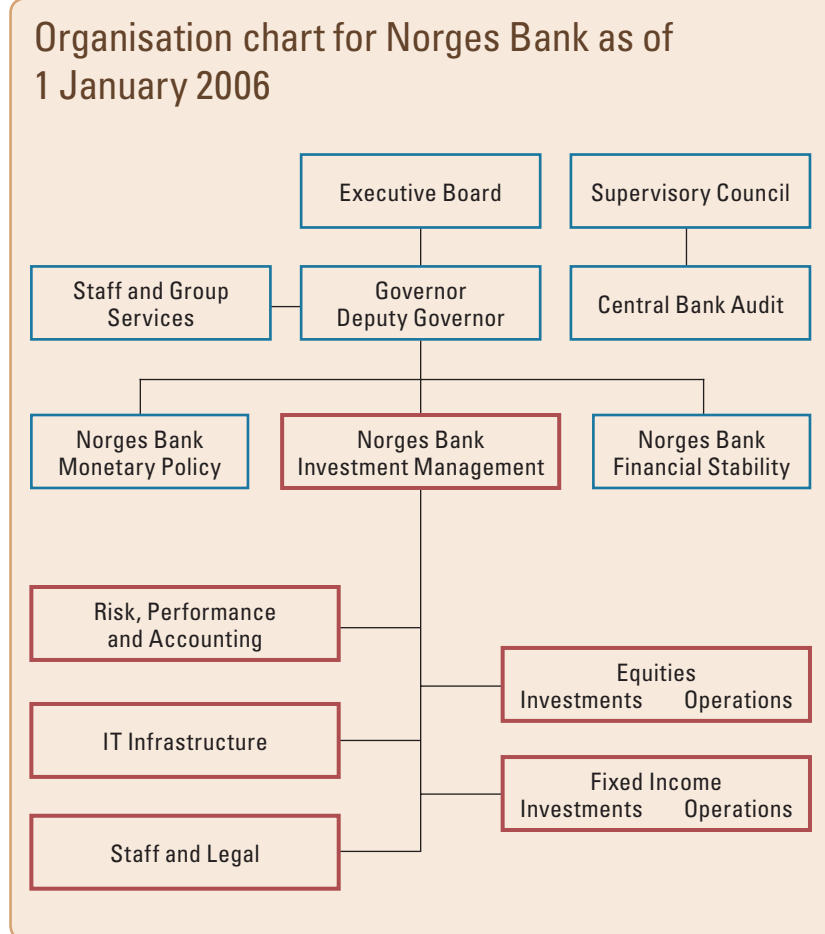 Organisation chart for Norges Bank as of
1 January 2006
Executive Board
Supervisory Council
Staff and Group
Services
Governor
Deputy Governor
Central Bank Audit
Norges Bank
Monetary Policy
Norges Bank
Investment Management
Norges Bank
Financial Stability
Risk, Performance
and Accounting
Equities
Investments Operations
IT Infrastructure
Fixed Income
Investments Operations
Staff and Legal